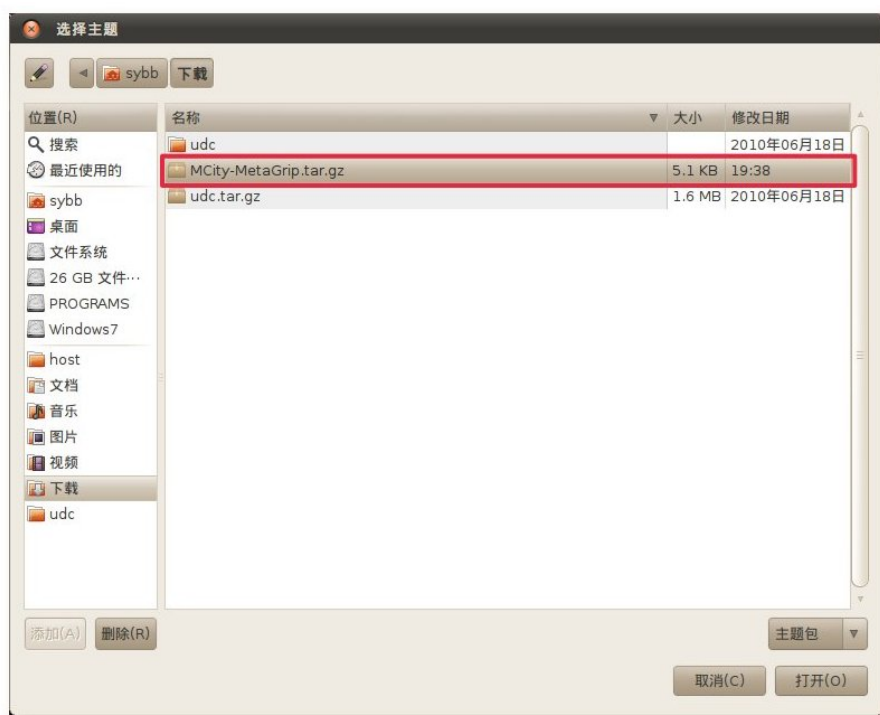 选择主题
sybb 下载
位置(R) 名称 大小 修改日期
搜索
最近使用的
sybb
桌面
文件系统
26 GB 文件…
PROGRAMS
Windows7
host
文档
音乐
图片
视频
下载
udc
udc 2010年06月18日
MCity-MetaGrip.tar.gz 5.1 KB 19:38
udc.tar.gz 1.6 MB 2010年06月18日
添加(A) 删除(R) 主题包
取消(C) 打开(O)